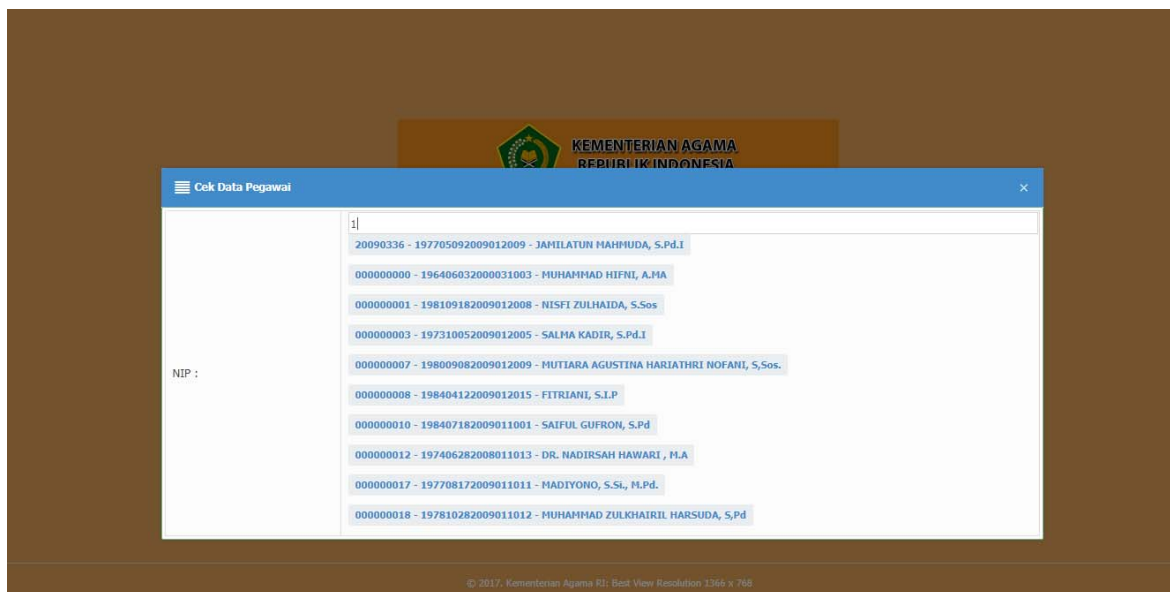 KEMENTERIAN AGAMA
REPUBLIK INDONESIA
Cek Data Pegawai ×
NIP :
1
20090336 - 197705092009012009 - JAMILATUN MAHMUDA, S.Pd.I
000000000 - 196406032000031003 - MUHAMMAD HIFNI, A.MA
000000001 - 198109182009012008 - NISFI ZULHAIDA, S.Sos
000000003 - 197310052009012005 - SALMA KADIR, S.Pd.I
000000007 - 198009082009012009 - MUTIARA AGUSTINA HARIATHRI NOFANI, S,Sos.
000000008 - 198404122009012015 - FITRIANI, S.I.P
000000010 - 198407182009011001 - SAIFUL GUFRON, S.Pd
000000012 - 197406282008011013 - DR. NADIRSAH HAWARI , M.A
000000017 - 197708172009011011 - MADIYONO, S.Si., M.Pd.
000000018 - 197810282009011012 - MUHAMMAD ZULKHAIRIL HARSUDA, S,Pd
© 2017, Kementerian Agama RI; Best View Resolution 1366 x 768